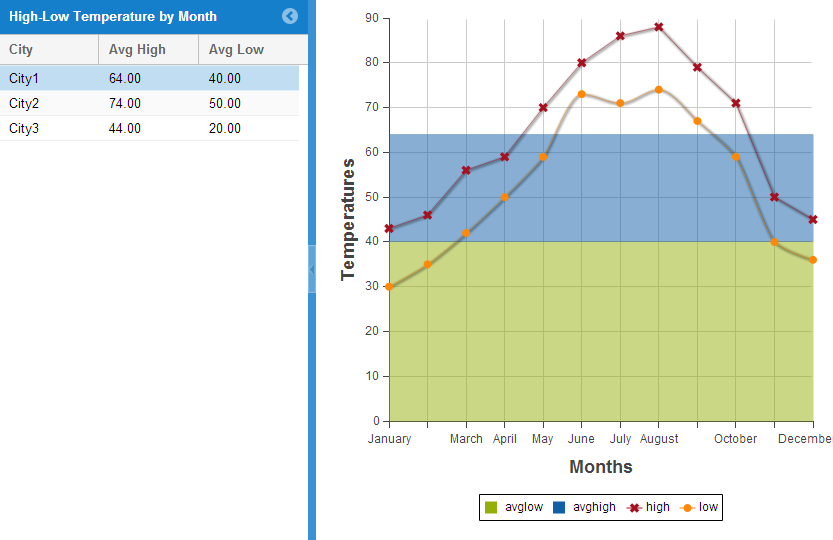 High-Low Temperature by Month
City Avg High Avg Low
City1 64.00 40.00
City2 74.00 50.00
City3 44.00 20.00
90
80
70
60
50
40
30
20
10
0
Temperatures
January March April May June July August October December
Months
avglow avghigh high low